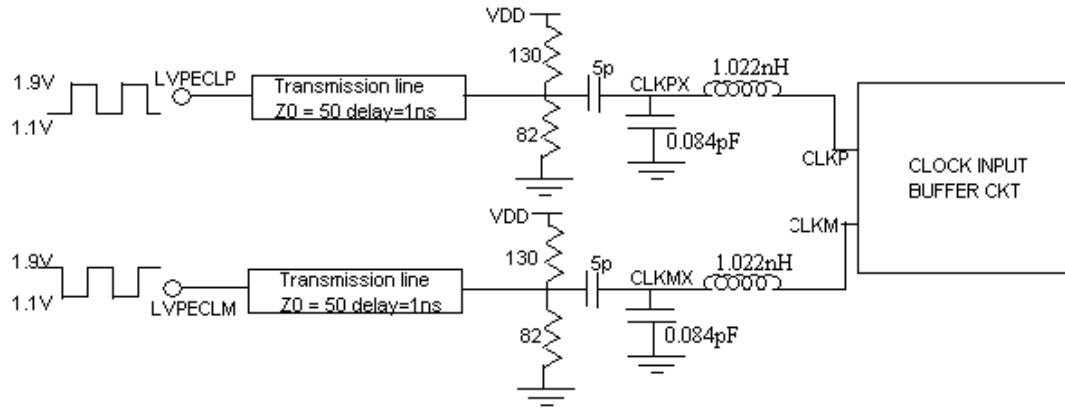 VDD
130
5p
CLKPX
1.022nH
1.9V
LVPECLP
Transmission line
Z0 = 50 delay=1ns
1.1V
82
0.084pF
CLKP
CLOCK INPUT
BUFFER CKT
VDD
CLKM
1.9V
130
5p
CLKMX
1.022nH
Transmission line
Z0 = 50 delay=1ns
1.1V
LVPECLM
82
0.084pF